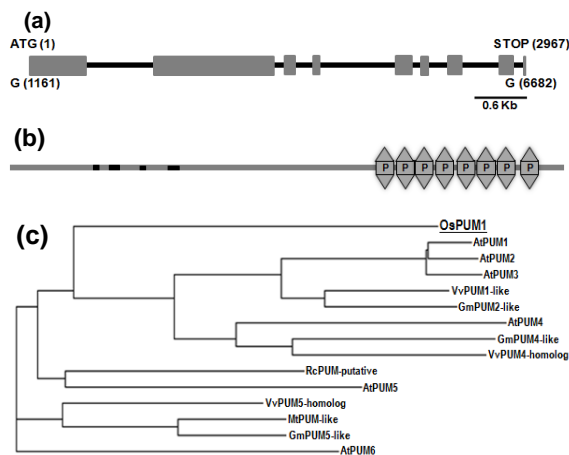 (a)
ATG (1) STOP (2967)
G (1161) G (6682)
0.6 Kb
(b)
P P P P P P P P
(c)
OsPUM1
AtPUM1
AtPUM2
AtPUM3
VvPUM1-like
GmPUM2-like
AtPUM4
GmPUM4-like
VvPUM4-homolog
RcPUM-putative
AtPUM5
VvPUM5-homolog
MtPUM-like
GmPUM5-like
AtPUM6